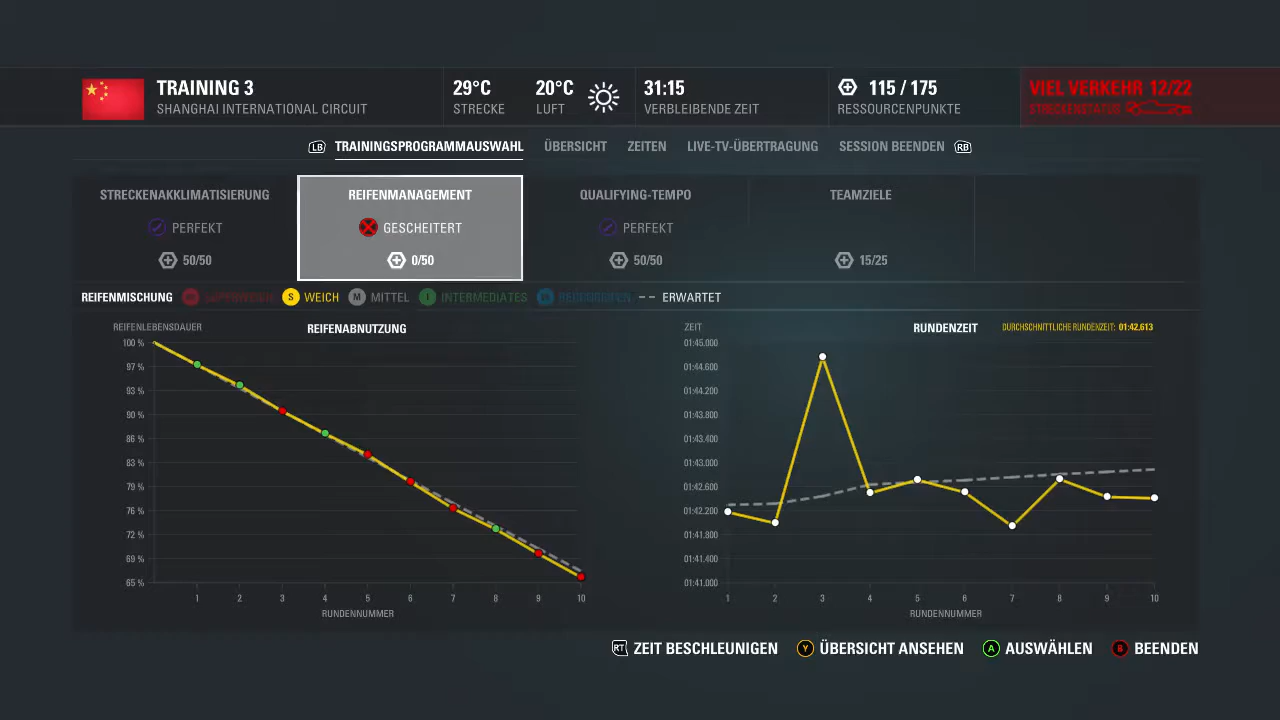 TRAINING 3
SHANGHAI INTERNATIONAL CIRCUIT
29°C
STRECKE
20°C
LUFT
31:15
VERBLEIBENDE ZEIT
115 / 175
RESSOURCENPUNKTE
VIEL VERKEHR 12/22
STRECKENSTATUS
LB TRAININGSPROGRAMMAUSWAHL ÜBERSICHT ZEITEN LIVE-TV-ÜBERTRAGUNG SESSION BEENDEN RB
STRECKENAKKLIMATISIERUNG
PERFEKT
50/50
REIFENMANAGEMENT
GESCHEITERT
0/50
QUALIFYING-TEMPO
PERFEKT
50/50
TEAMZIELE
15/25
REIFENMISCHUNG S WEICH M MITTEL I INTERMEDIATES ERWARTET
REIFENLEBENSDAUER
REIFENABNUTZUNG
100 %
97 %
93 %
90 %
86 %
83 %
79 %
76 %
72 %
69 %
65 %
1 2 3 4 5 6 7 8 9 10
RUNDENNUMMER
ZEIT
RUNDENZEIT
DURCHSCHNITTLICHE RUNDENZEIT: 01:42.613
01:45.000
01:44.600
01:44.200
01:43.800
01:43.400
01:43.000
01:42.600
01:42.200
01:41.800
01:41.400
01:41.000
1 2 3 4 5 6 7 8 9 10
RUNDENNUMMER
RT ZEIT BESCHLEUNIGEN Y ÜBERSICHT ANSEHEN A AUSWÄHLEN B BEENDEN